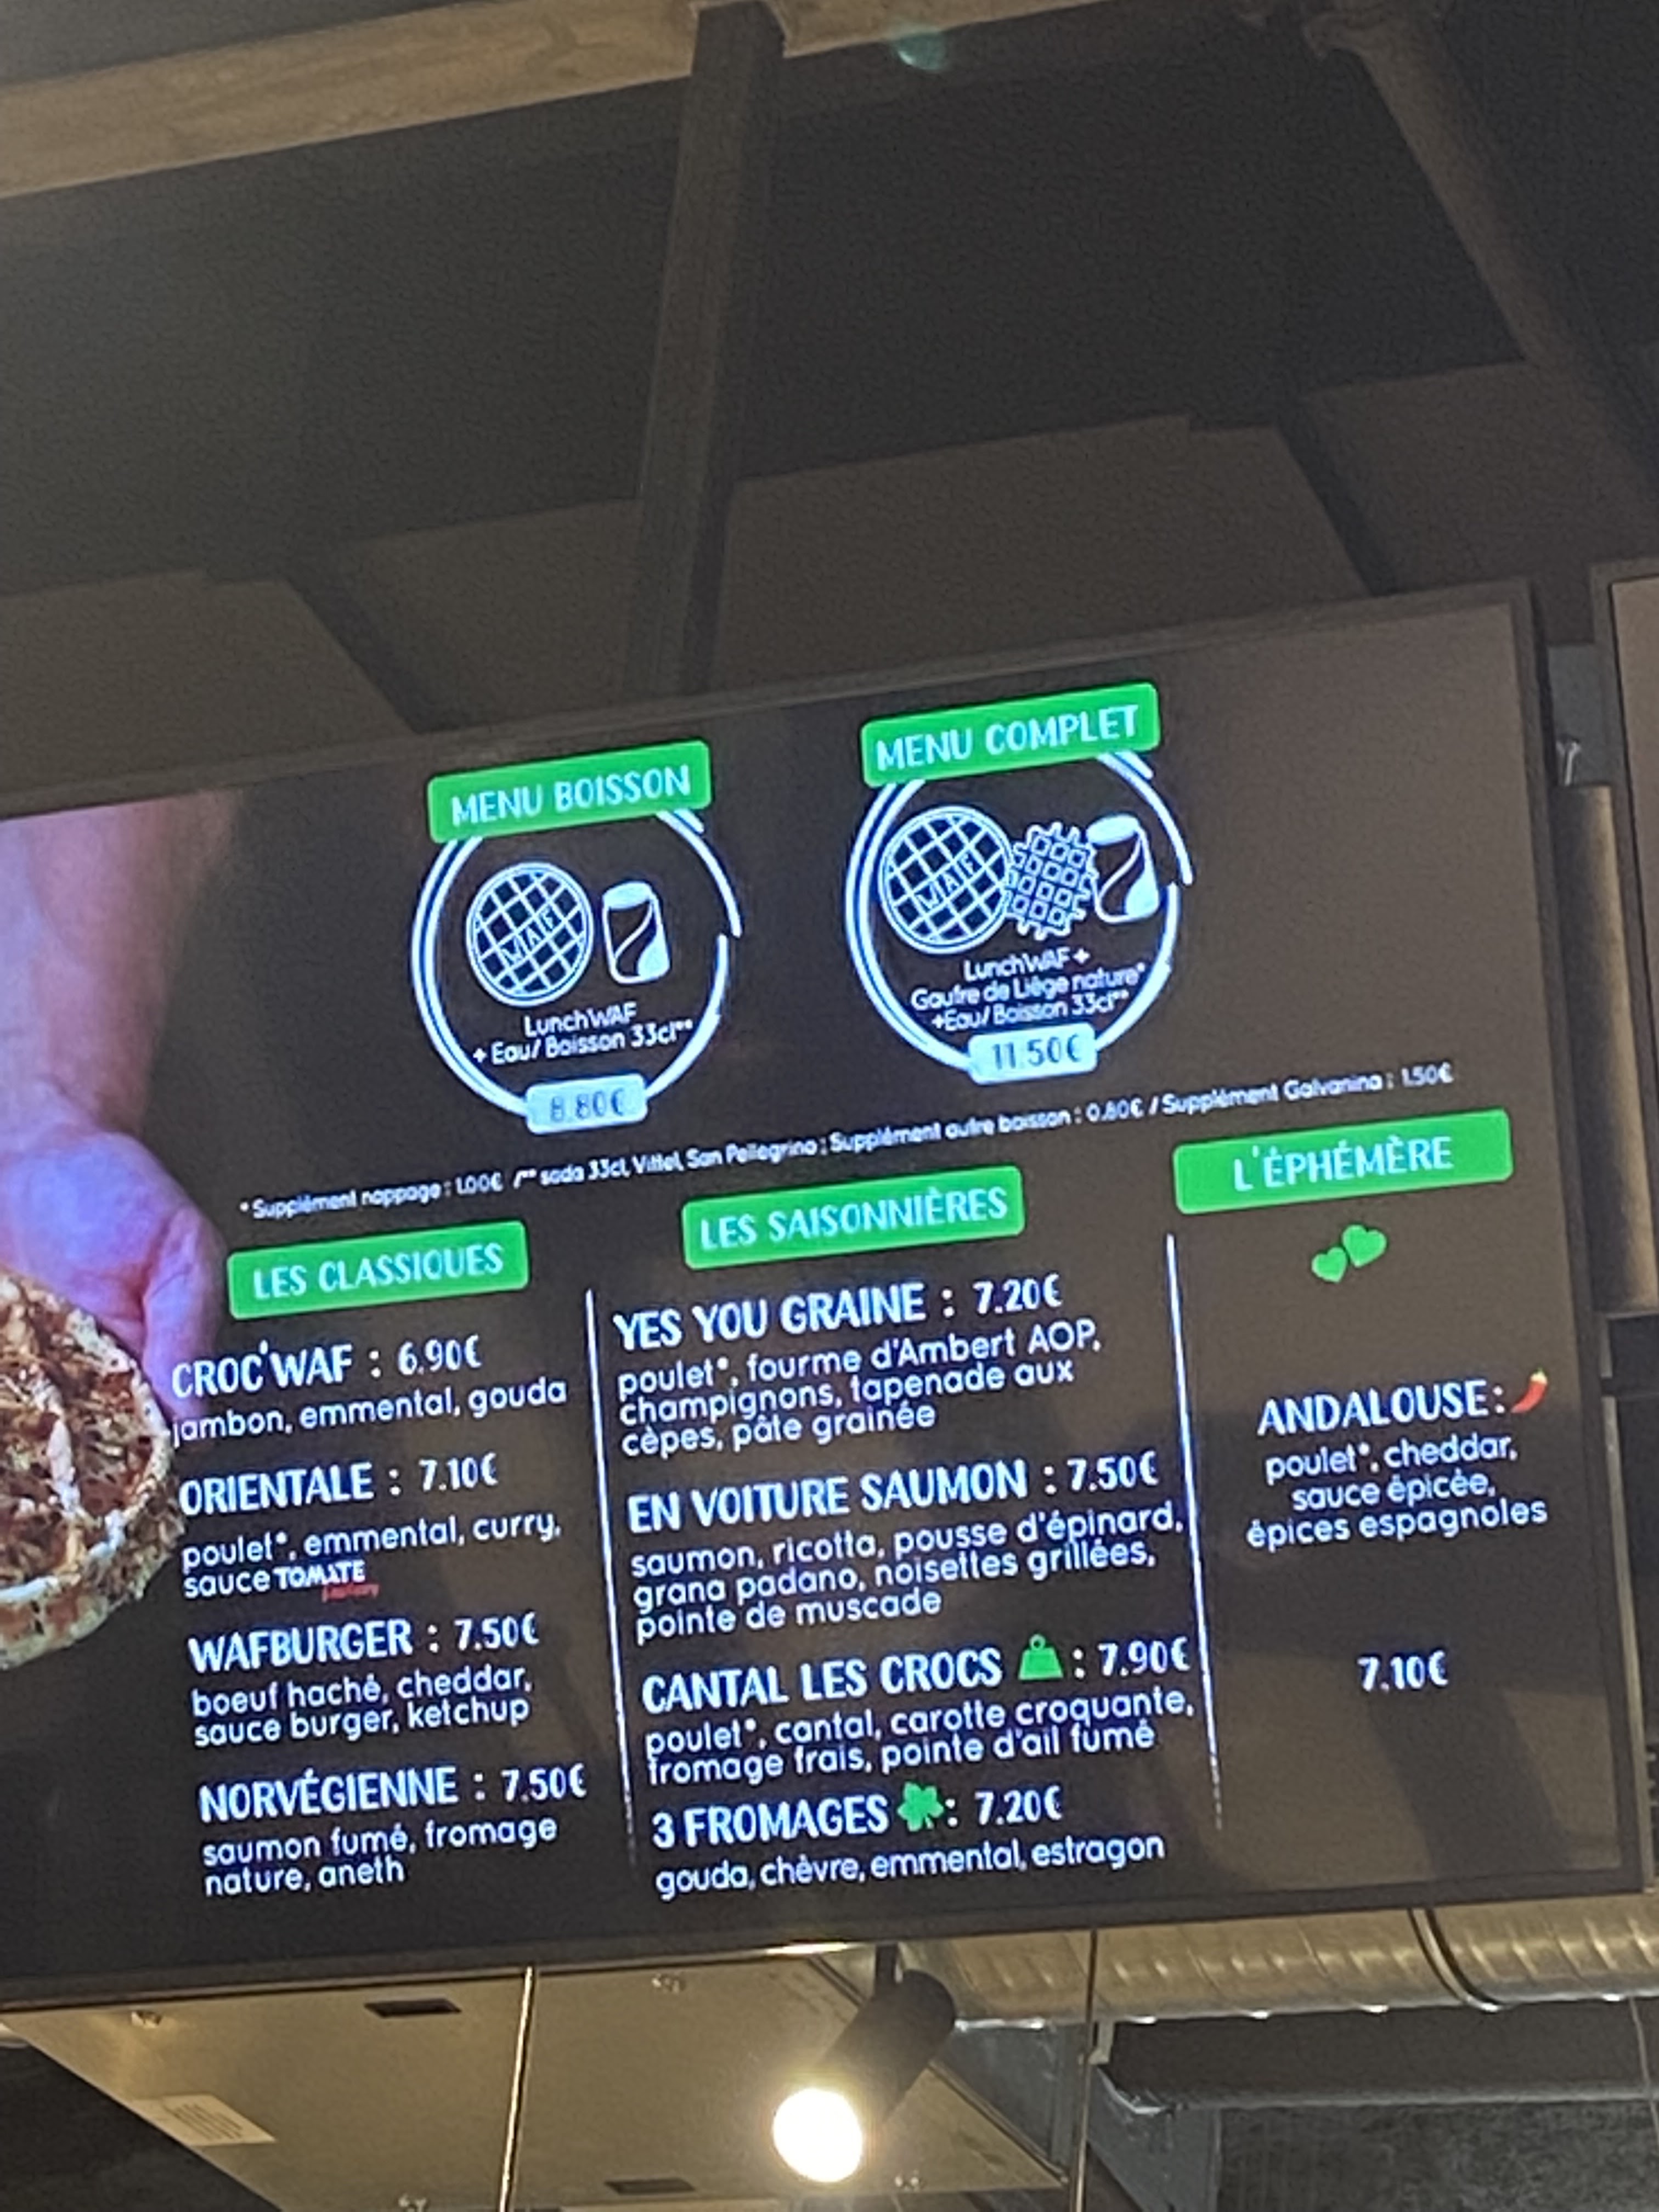 MENU BOISSON
WAF
LunchWAF
+ Eau/ Boisson 33cl**
8.80€
MENU COMPLET
WAF
LunchWAF +
Gaufre de Liège nature*
+Eau/ Boisson 33cl**
11.50€
* Supplément nappage : 1.00€ /** soda 33cl, Vittel, San Pellegrino ; Supplément autre boisson : 0.80€ / Supplément Galvanina : 1.50€
LES CLASSIQUES
CROC'WAF : 6.90€
jambon, emmental, gouda
ORIENTALE : 7.10€
poulet*, emmental, curry,
sauce TOMATE
WAFBURGER : 7.50€
boeuf haché, cheddar,
sauce burger, ketchup
NORVÉGIENNE : 7.50€
saumon fumé, fromage
nature, aneth
LES SAISONNIÈRES
YES YOU GRAINE : 7.20€
poulet*, fourme d'Ambert AOP,
champignons, tapenade aux
cèpes, pâte grainée
EN VOITURE SAUMON : 7.50€
saumon, ricotta, pousse d'épinard,
grana padano, noisettes grillées,
pointe de muscade
CANTAL LES CROCS : 7.90€
poulet*, cantal, carotte croquante,
fromage frais, pointe d'ail fumé
3 FROMAGES : 7.20€
gouda, chèvre, emmental, estragon
L'ÉPHÉMÈRE
ANDALOUSE :
poulet*, cheddar,
sauce épicée,
épices espagnoles
7.10€